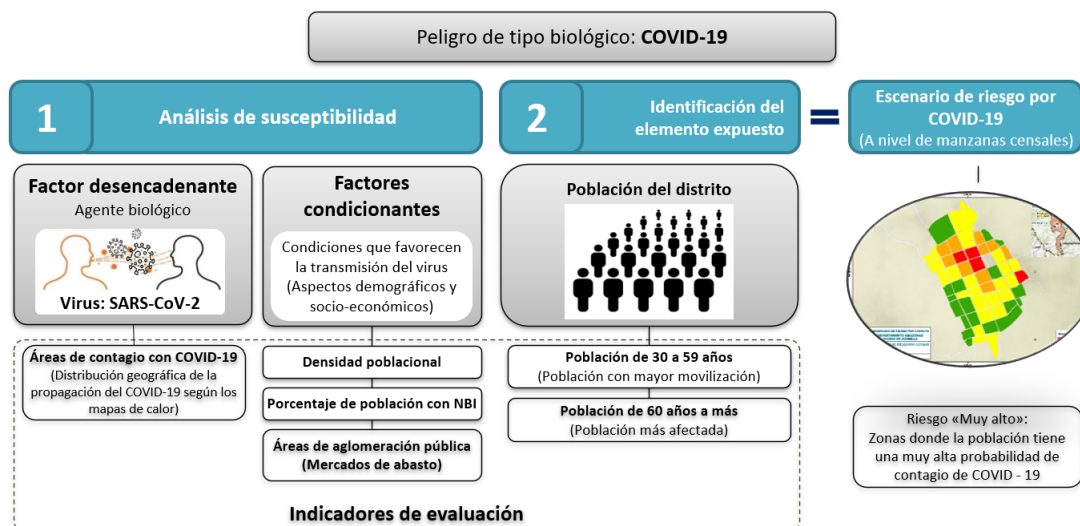 Peligro de tipo biológico: COVID-19
1
Análisis de susceptibilidad
2
Identificación del
elemento expuesto
=
Escenario de riesgo por
COVID-19
(A nivel de manzanas censales)
Factor desencadenante
Agente biológico
Virus: SARS-CoV-2
Factores
condicionantes
Condiciones que favorecen
la transmisión del virus
(Aspectos demográficos y
socio-económicos)
Población del distrito
Áreas de contagio con COVID-19
(Distribución geográfica de la
propagación del COVID-19 según los
mapas de calor)
Densidad poblacional
Porcentaje de población con NBI
Áreas de aglomeración pública
(Mercados de abasto)
Población de 30 a 59 años
(Población con mayor movilización)
Población de 60 años a más
(Población más afectada)
Riesgo «Muy alto»:
Zonas donde la población tiene
una muy alta probabilidad de
contagio de COVID - 19
Indicadores de evaluación